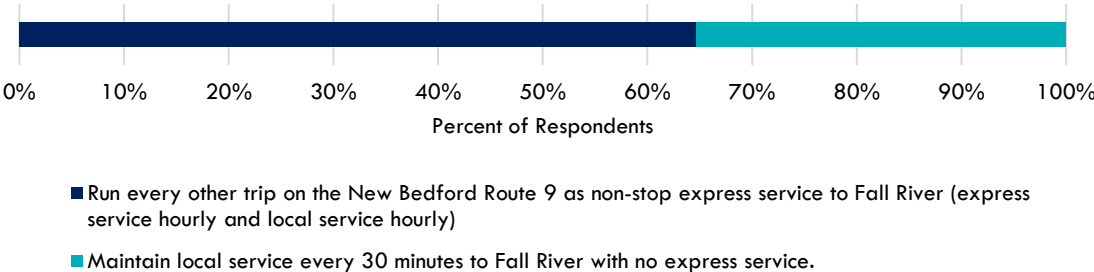 0% 10% 20% 30% 40% 50% 60% 70% 80% 90% 100%
Percent of Respondents
Run every other trip on the New Bedford Route 9 as non-stop express service to Fall River (express
service hourly and local service hourly)
Maintain local service every 30 minutes to Fall River with no express service.